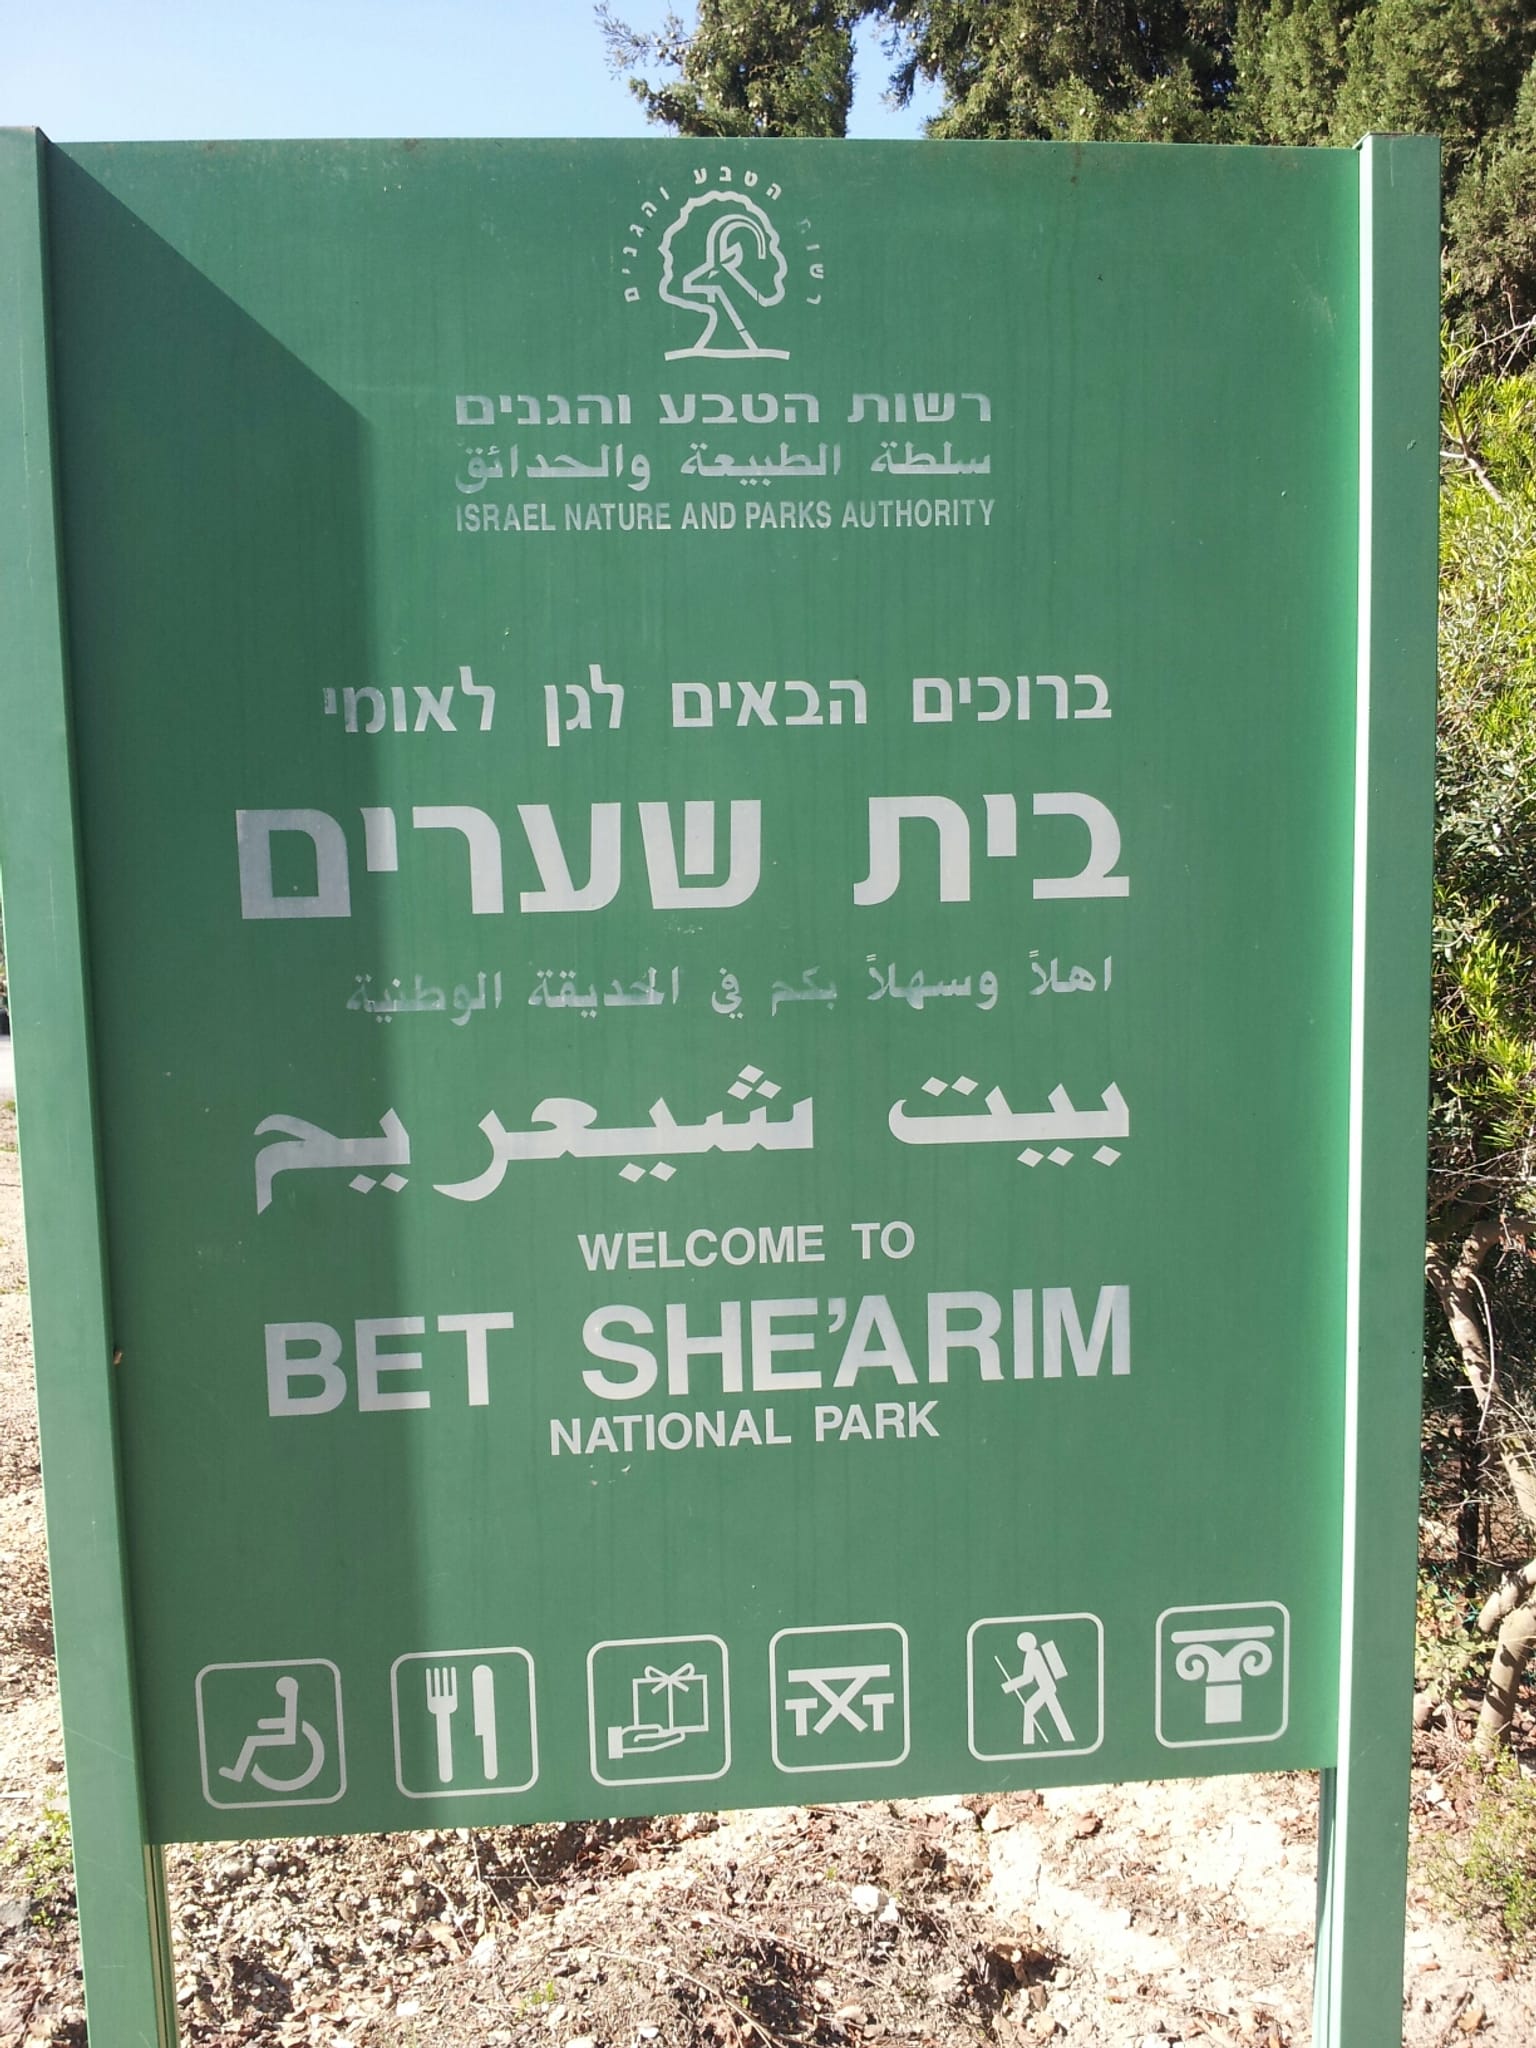 רשות הטבע והגנים
רשות הטבע והגנים
سلطة الطبيعة والحدائق
ISRAEL NATURE AND PARKS AUTHORITY
ברוכים הבאים לגן לאומי
בית שערים
اهلاً وسهلاً بكم في الحديقة الوطنية
بيت شيعريم
WELCOME TO
BET SHE’ARIM
NATIONAL PARK